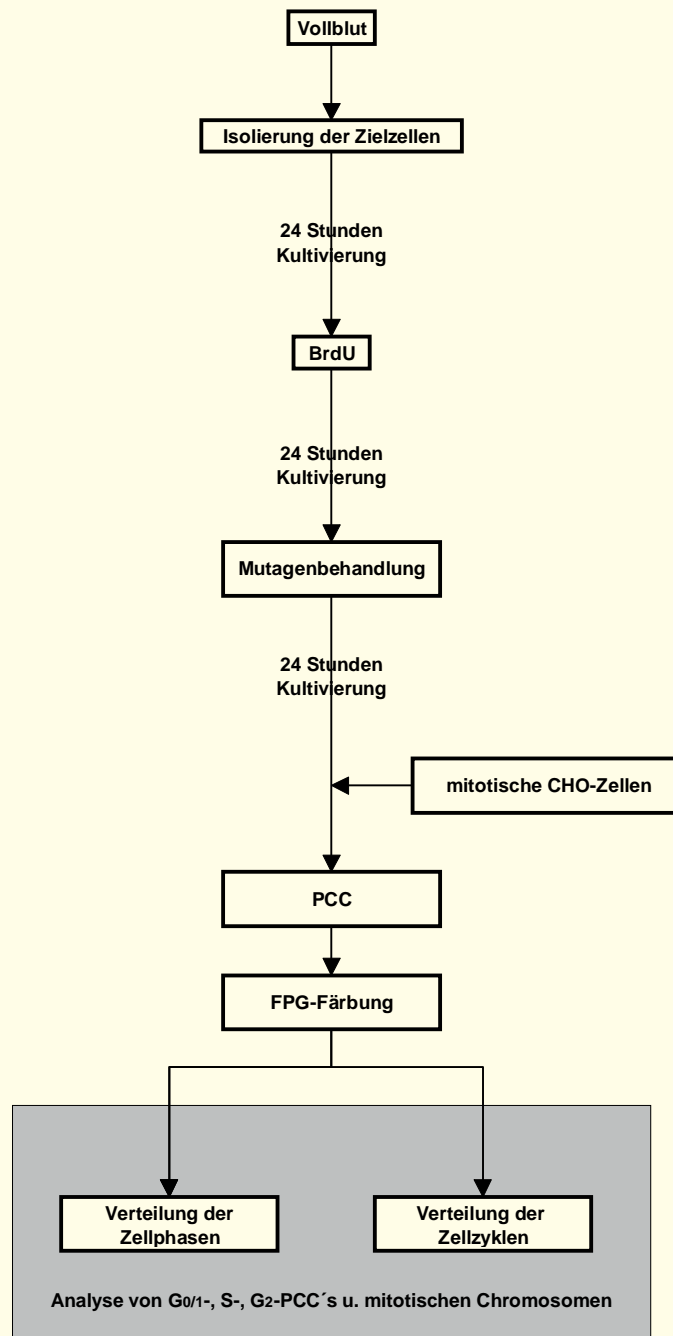 Vollblut
Isolierung der Zielzellen
24 Stunden
Kultivierung
BrdU
24 Stunden
Kultivierung
Mutagenbehandlung
24 Stunden
Kultivierung
mitotische CHO-Zellen
PCC
FPG-Färbung
Verteilung der
Zellphasen
Verteilung der
Zellzyklen
Analyse von G0/1-, S-, G2-PCC´s u. mitotischen Chromosomen